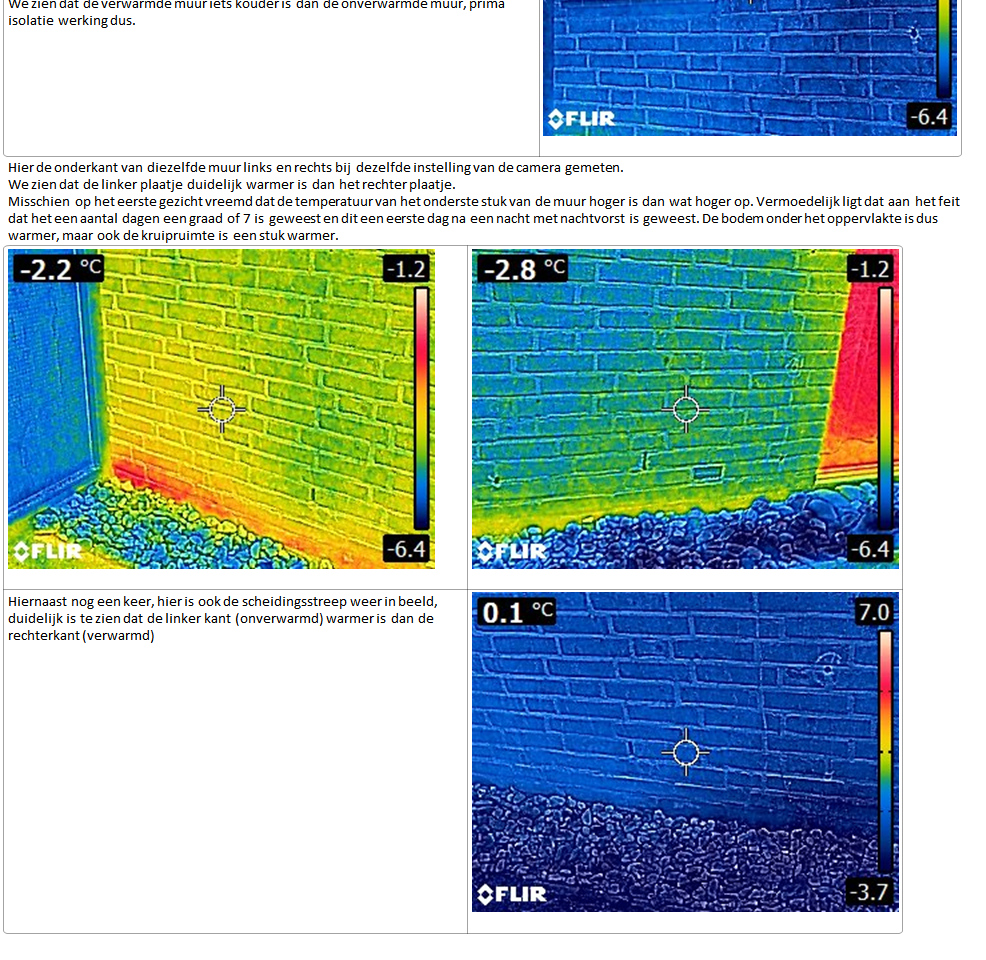 We zien dat de verwarmde muur iets kouder is dan de onverwarmde muur, prima
isolatie werking dus.
FLIR
-6.4
Hier de onderkant van diezelfde muur links en rechts bij dezelfde instelling van de camera gemeten.
We zien dat de linker plaatje duidelijk warmer is dan het rechter plaatje.
Misschien op het eerste gezicht vreemd dat de temperatuur van het onderste stuk van de muur hoger is dan wat hoger op. Vermoedelijk ligt dat aan het feit
dat het een aantal dagen een graad of 7 is geweest en dit een eerste dag na een nacht met nachtvorst is geweest. De bodem onder het oppervlakte is dus
warmer, maar ook de kruipruimte is een stuk warmer.
-2.2 °C
-1.2
FLIR
-6.4
-2.8 °C
-1.2
FLIR
-6.4
Hiernaast nog een keer, hier is ook de scheidingsstreep weer in beeld,
duidelijk is te zien dat de linker kant (onverwarmd) warmer is dan de
rechterkant (verwarmd)
0.1 °C
7.0
FLIR
-3.7